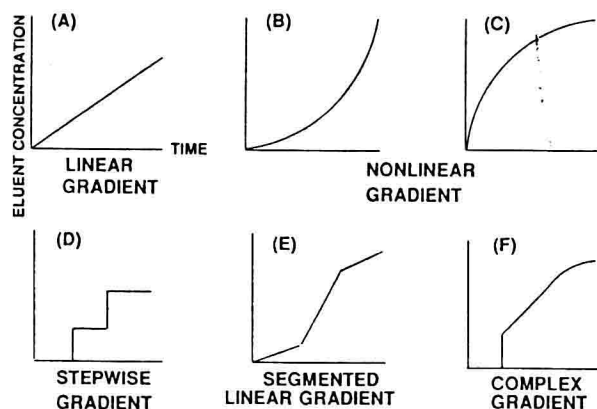 (A)
(B)
(C)
ELUENT CONCENTRATION
TIME
LINEAR
GRADIENT
NONLINEAR
GRADIENT
(D)
(E)
(F)
STEPWISE
GRADIENT
SEGMENTED
LINEAR GRADIENT
COMPLEX
GRADIENT